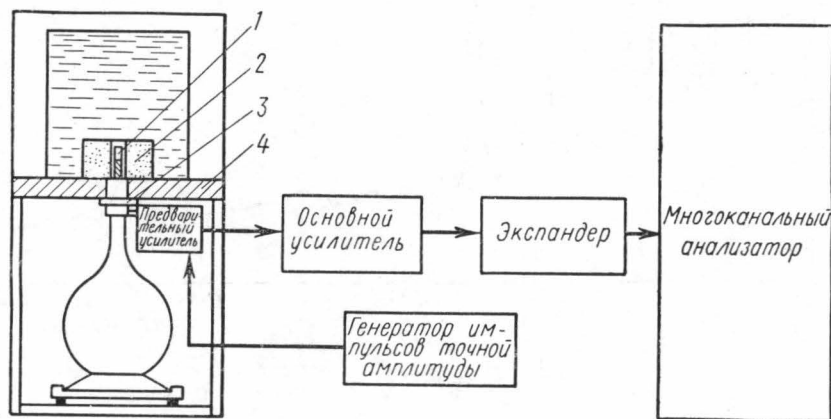 1
2
3
4
Предвари-
тельный
усилитель
Основной
усилитель
Экспандер
Многоканальный
анализатор
Генератор им-
пульсов точной
амплитуды